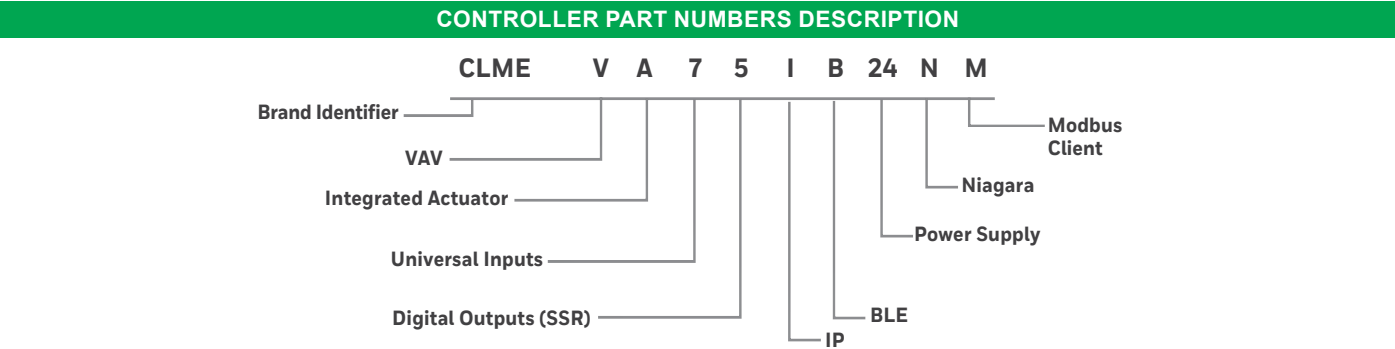 CONTROLLER PART NUMBERS DESCRIPTION
CLME V A 7 5 I B 24 N M
Brand Identifier
Modbus
Client
VAV
Niagara
Integrated Actuator
Power Supply
Universal Inputs
Digital Outputs (SSR)
BLE
IP